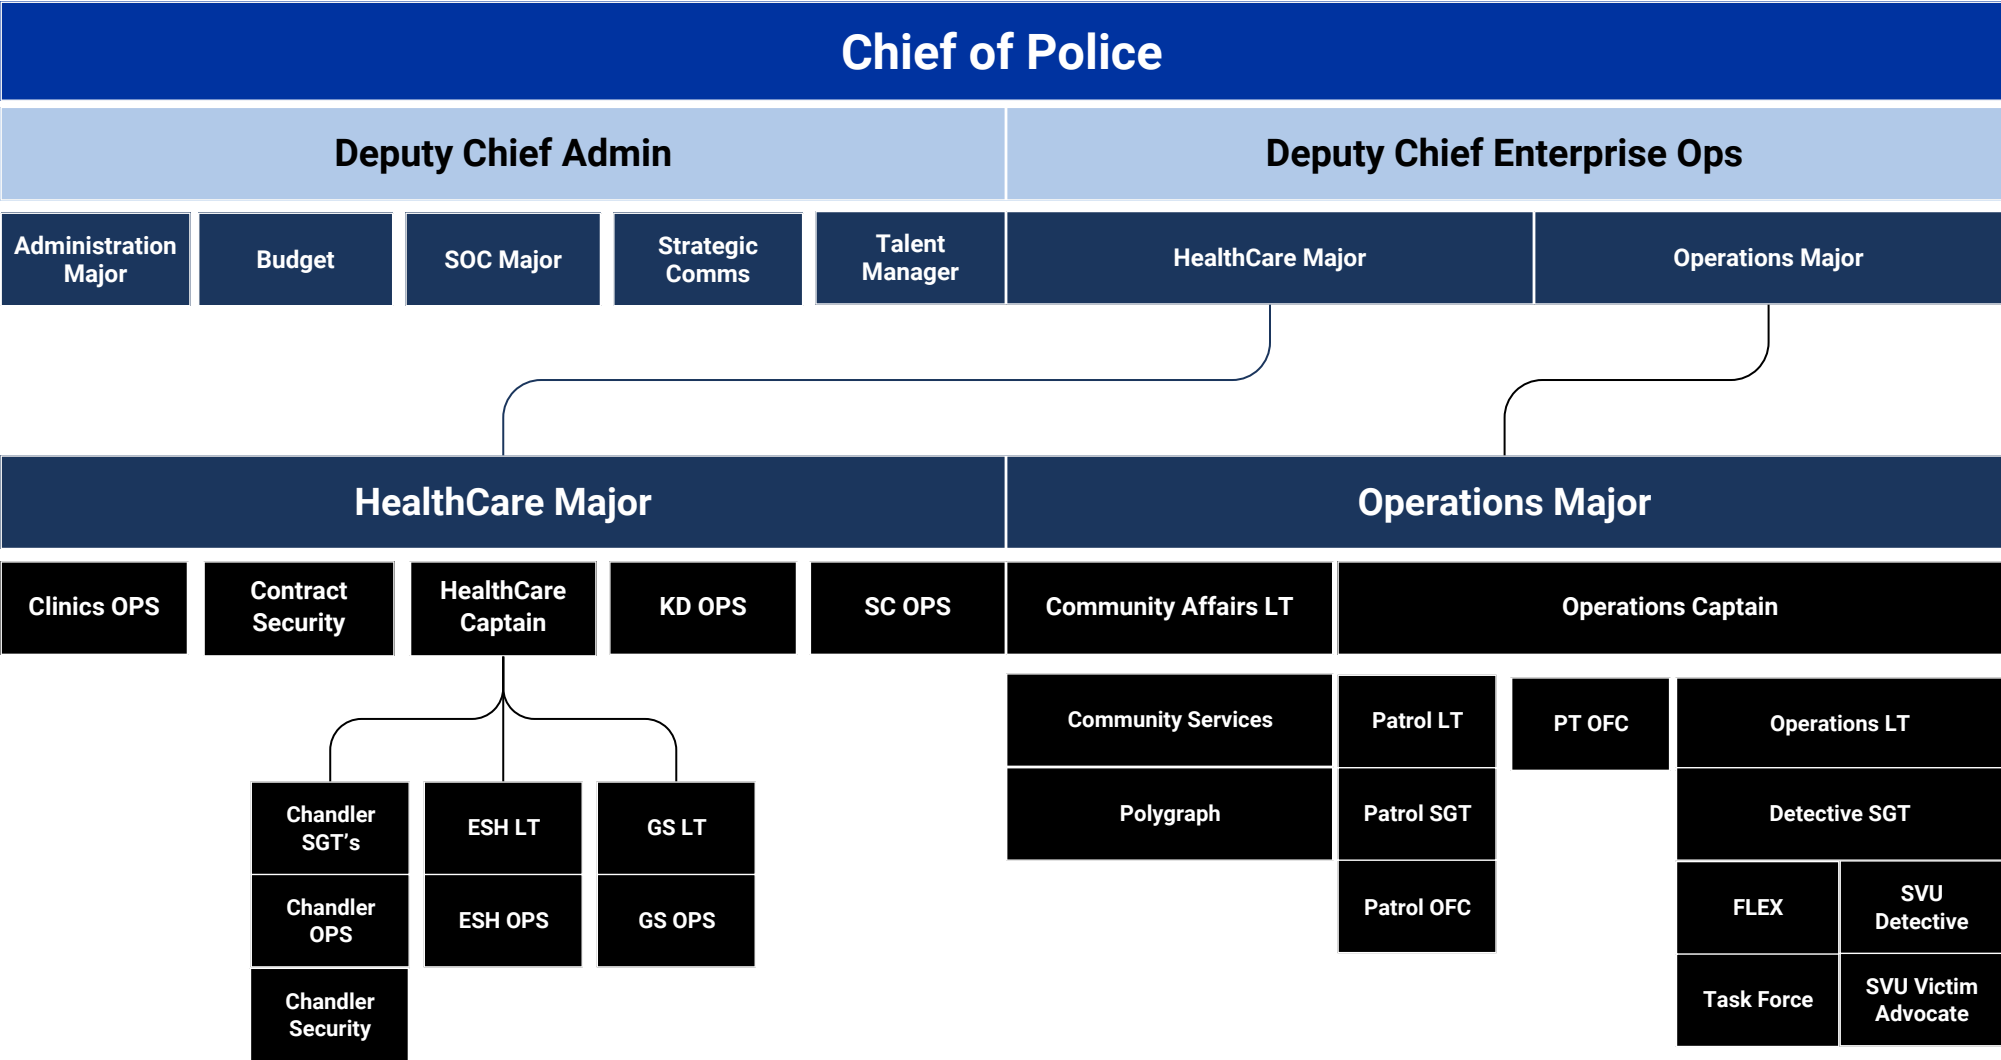 Chief of Police
Deputy Chief Admin
Deputy Chief Enterprise Ops
Administration
Major
Budget
SOC Major
Strategic
Comms
Talent
Manager
HealthCare Major
Operations Major
HealthCare Major
Operations Major
Clinics OPS
Contract
Security
HealthCare
Captain
KD OPS
SC OPS
Community Affairs LT
Operations Captain
Community Services
Patrol LT
PT OFC
Operations LT
Polygraph
Patrol SGT
Detective SGT
Chandler
SGT’s
ESH LT
GS LT
Patrol OFC
FLEX
SVU
Detective
Chandler
OPS
ESH OPS
GS OPS
Task Force
SVU Victim
Advocate
Chandler
Security